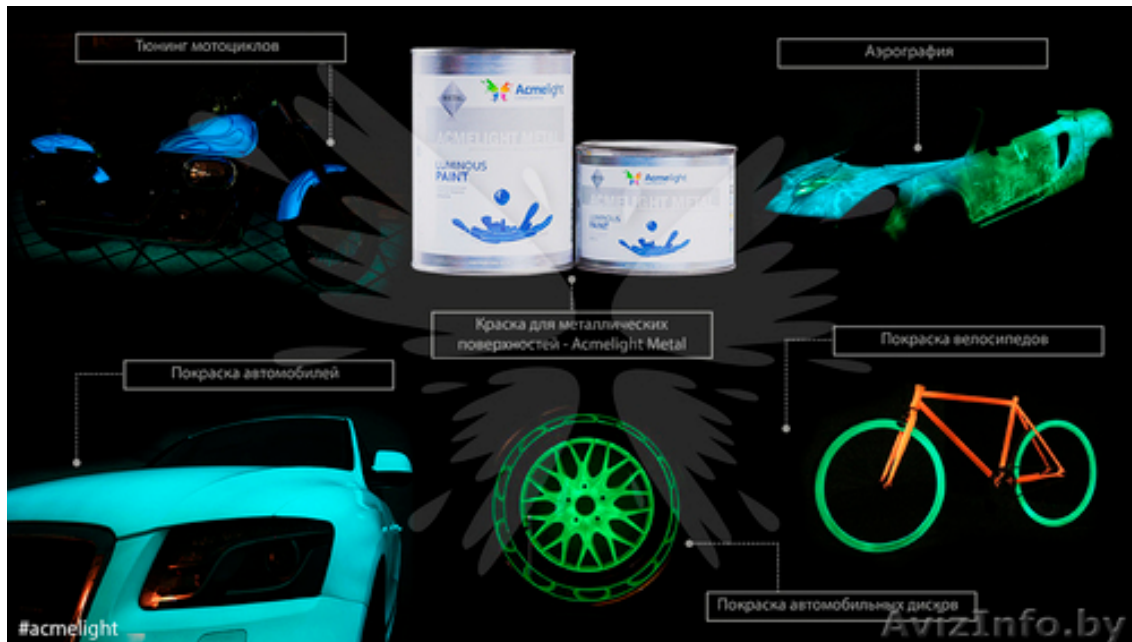 Тюнинг мотоциклов
Аэрография
METAL
Acmelight
ACMELIGHT METAL
LUMINOUS
PAINT
Acmelight
ACMELIGHT METAL
LUMINOUS
PAINT
Краска для металлических
поверхностей - Acmelight Metal
Покраска велосипедов
Покраска автомобилей
Покраска автомобильных дисков
#acmelight
AvizInfo.by